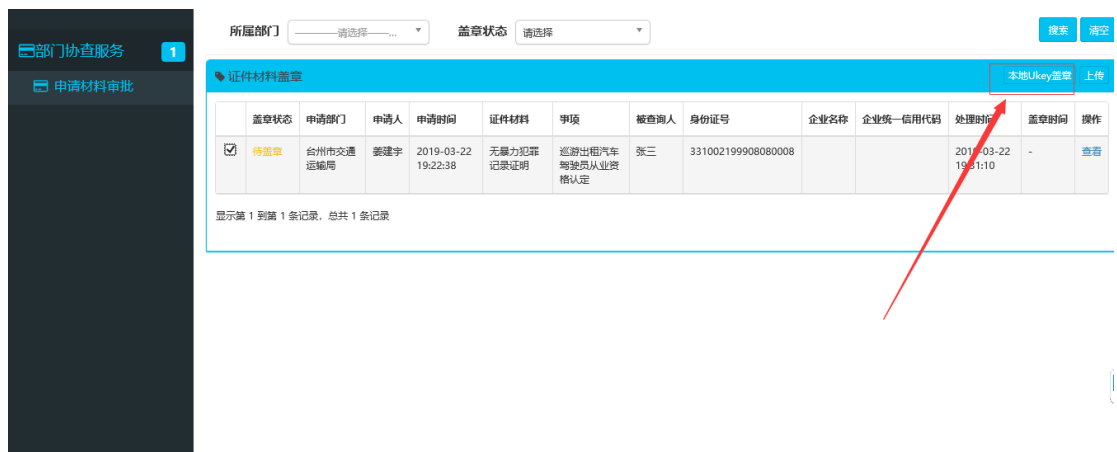 所属部门 ————请选择——...
盖章状态 请选择
搜索 清空
部门协查服务 1
申请材料审批
证件材料盖章
本地Ukey盖章 上传
盖章状态 申请部门 申请人 申请时间 证件材料 事项 被查询人 身份证号 企业名称 企业统一信用代码 处理时间 盖章时间 操作
待盖章 台州市交通 姜建宇 2019-03-22 无暴力犯罪 巡游出租汽车 张三 331002199908080008 2019-03-22 - 查看
运输局 19:22:38 记录证明 驾驶员从业资 19:31:10
格认定
显示第 1 到第 1 条记录，总共 1 条记录